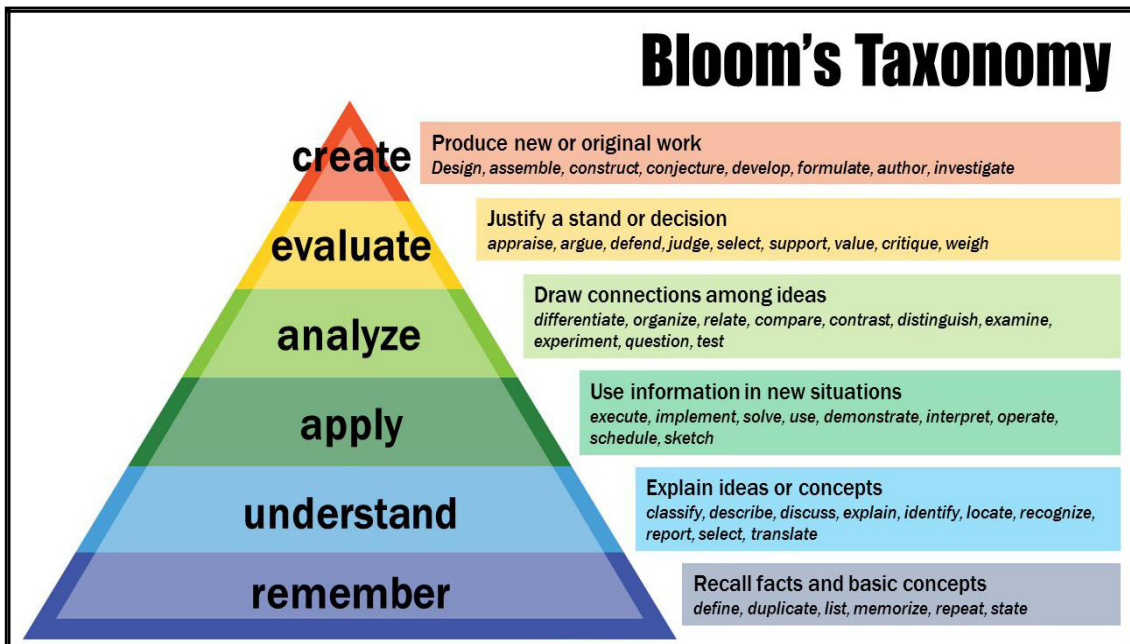 Bloom's Taxonomy
create
Produce new or original work
Design, assemble, construct, conjecture, develop, formulate, author, investigate
evaluate
Justify a stand or decision
appraise, argue, defend, judge, select, support, value, critique, weigh
analyze
Draw connections among ideas
differentiate, organize, relate, compare, contrast, distinguish, examine,
experiment, question, test
apply
Use information in new situations
execute, implement, solve, use, demonstrate, interpret, operate,
schedule, sketch
understand
Explain ideas or concepts
classify, describe, discuss, explain, identify, locate, recognize,
report, select, translate
remember
Recall facts and basic concepts
define, duplicate, list, memorize, repeat, state